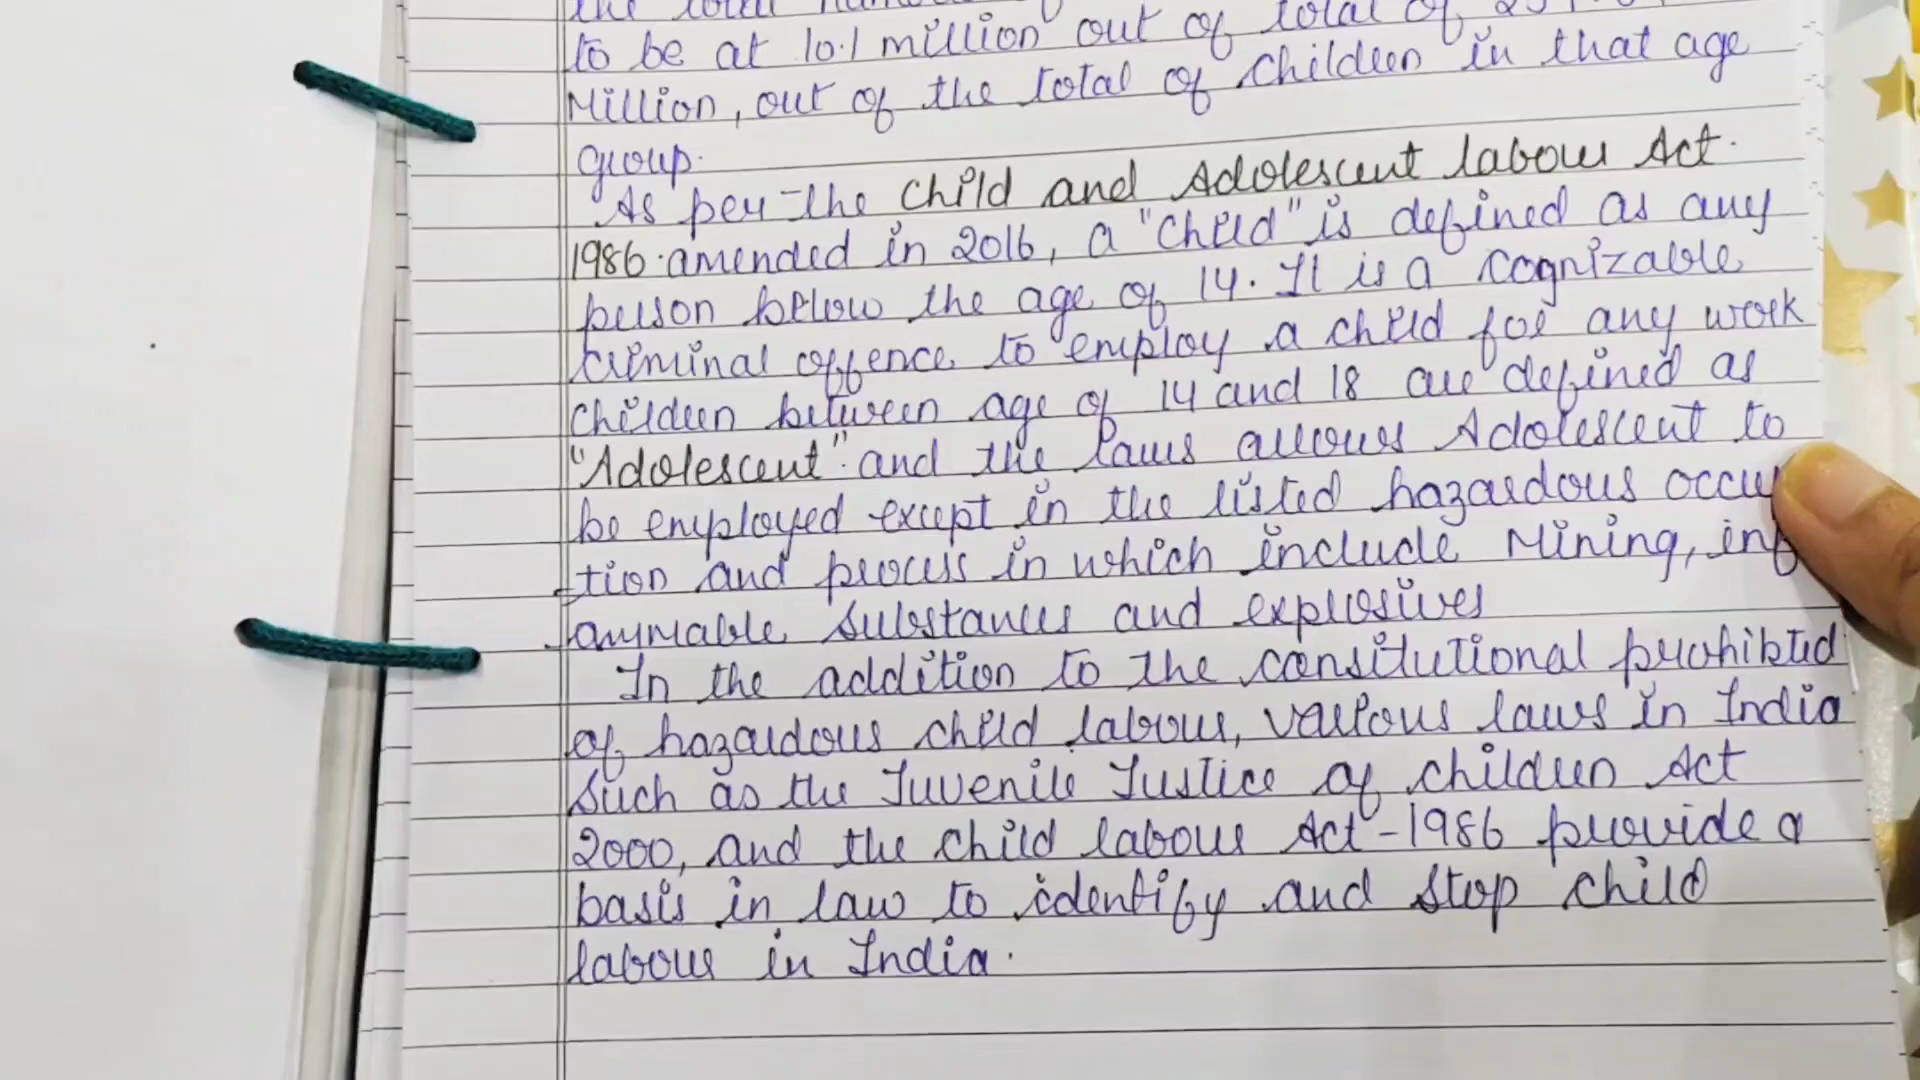 the total
to be at 10.1 million out of total of
Million, out of the total of Children in that age
group.
As per the Child and Adolescent labour Act.
1986. amended in 2016, a "Child" is defined as any
person below the age of 14. It is a cognizable
criminal offence to employ a child for any work
children between age of 14 and 18 are defined as
"Adolescent". and the laws allows Adolescent to
be employed except in the listed hazardous occu
tion and process in which include Mining, inf
ammable substances and explosives
In the addition to the consitutional prohibted
of hazardous child labour, various laws in India
such as the Juvenile Justice of children Act
2000, and the child labour Act-1986 provide a
basis in law to identify and stop child
labour in India.